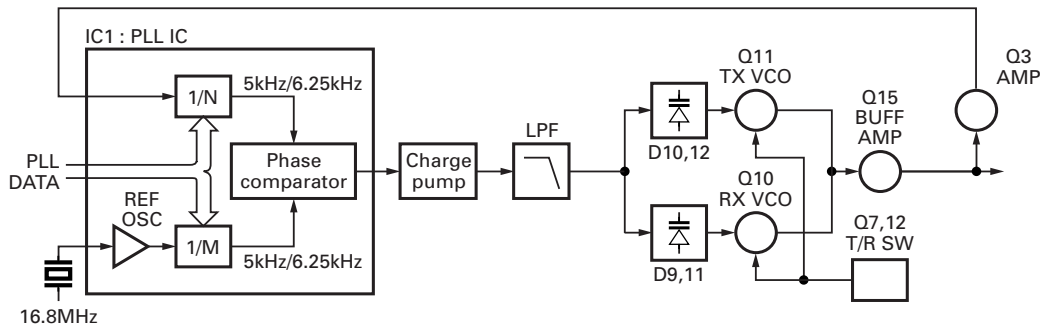 IC1 : PLL IC
1/N
5kHz/6.25kHz
PLL
DATA
REF
OSC
1/M
5kHz/6.25kHz
16.8MHz
Phase
comparator
Charge
pump
LPF
D10,12
D9,11
Q11
TX VCO
Q10
RX VCO
Q15
BUFF
AMP
Q3
AMP
Q7,12
T/R SW